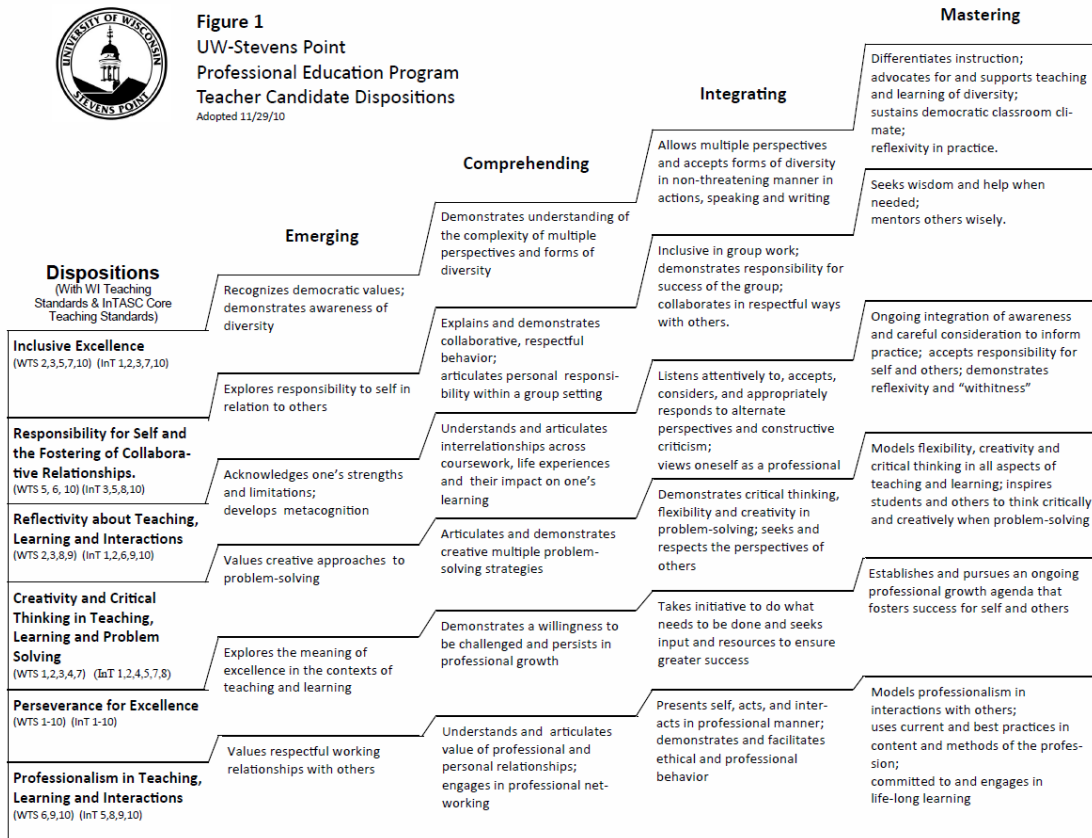 UNIVERSITY OF WISCONSIN
STEVENS POINT
Figure 1
UW-Stevens Point
Professional Education Program
Teacher Candidate Dispositions
Adopted 11/29/10
Dispositions
(With WI Teaching
Standards & InTASC Core
Teaching Standards)
Emerging
Comprehending
Integrating
Mastering
Inclusive Excellence
(WTS 2,3,5,7,10)  (InT 1,2,3,7,10)
Recognizes democratic values;
demonstrates awareness of
diversity
Demonstrates understanding of
the complexity of multiple
perspectives and forms of
diversity
Allows multiple perspectives
and accepts forms of diversity
in non-threatening manner in
actions, speaking and writing
Differentiates instruction;
advocates for and supports teaching
and learning of diversity;
sustains democratic classroom cli-
mate;
reflexivity in practice.
Responsibility for Self and
the Fostering of Collabora-
tive Relationships.
(WTS 5, 6, 10) (InT 3,5,8,10)
Explores responsibility to self in
relation to others
Explains and demonstrates
collaborative, respectful
behavior;
articulates personal responsi-
bility within a group setting
Inclusive in group work;
demonstrates responsibility for
success of the group;
collaborates in respectful ways
with others.
Seeks wisdom and help when
needed;
mentors others wisely.
Reflectivity about Teaching,
Learning and Interactions
(WTS 2,3,8,9)  (InT 1,2,6,9,10)
Acknowledges one's strengths
and limitations;
develops metacognition
Understands and articulates
interrelationships across
coursework, life experiences
and their impact on one's
learning
Listens attentively to, accepts,
considers, and appropriately
responds to alternate
perspectives and constructive
criticism;
views oneself as a professional
Ongoing integration of awareness
and careful consideration to inform
practice; accepts responsibility for
self and others; demonstrates
reflexivity and “withitness”
Creativity and Critical
Thinking in Teaching,
Learning and Problem
Solving
(WTS 1,2,3,4,7)  (InT 1,2,4,5,7,8)
Values creative approaches to
problem-solving
Articulates and demonstrates
creative multiple problem-
solving strategies
Demonstrates critical thinking,
flexibility and creativity in
problem-solving; seeks and
respects the perspectives of
others
Models flexibility, creativity and
critical thinking in all aspects of
teaching and learning; inspires
students and others to think critically
and creatively when problem-solving
Perseverance for Excellence
(WTS 1-10)  (InT 1-10)
Explores the meaning of
excellence in the contexts of
teaching and learning
Demonstrates a willingness to
be challenged and persists in
professional growth
Takes initiative to do what
needs to be done and seeks
input and resources to ensure
greater success
Establishes and pursues an ongoing
professional growth agenda that
fosters success for self and others
Professionalism in Teaching,
Learning and Interactions
(WTS 6,9,10)  (InT 5,8,9,10)
Values respectful working
relationships with others
Understands and articulates
value of professional and
personal relationships;
engages in professional net-
working
Presents self, acts, and inter-
acts in professional manner;
demonstrates and facilitates
ethical and professional
behavior
Models professionalism in
interactions with others;
uses current and best practices in
content and methods of the profes-
sion;
committed to and engages in
life-long learning